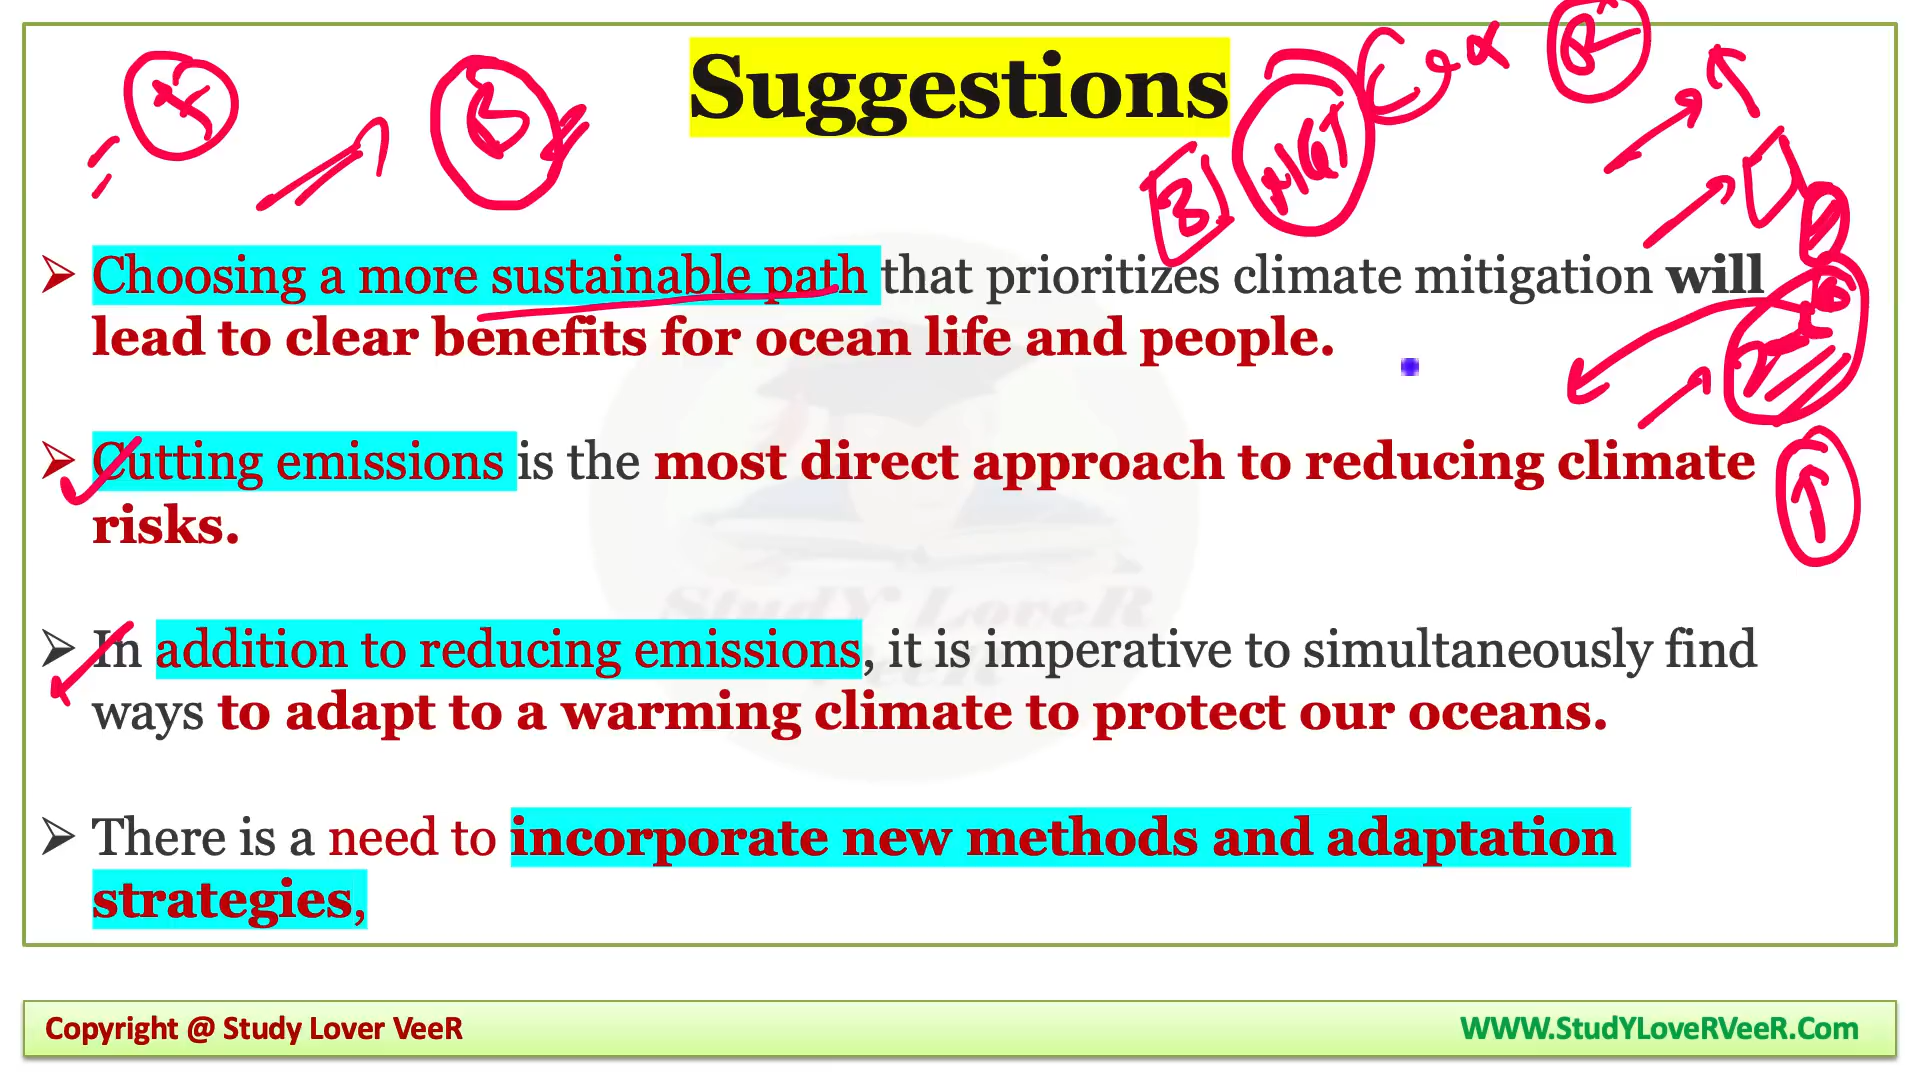 Suggestions
Choosing a more sustainable path that prioritizes climate mitigation will
lead to clear benefits for ocean life and people.
Cutting emissions is the most direct approach to reducing climate
risks.
In addition to reducing emissions, it is imperative to simultaneously find
ways to adapt to a warming climate to protect our oceans.
There is a need to incorporate new methods and adaptation
strategies,
StudY LoveR
VeeR
Copyright @ Study Lover VeeR
WWW.StudYLoveRVeeR.Com